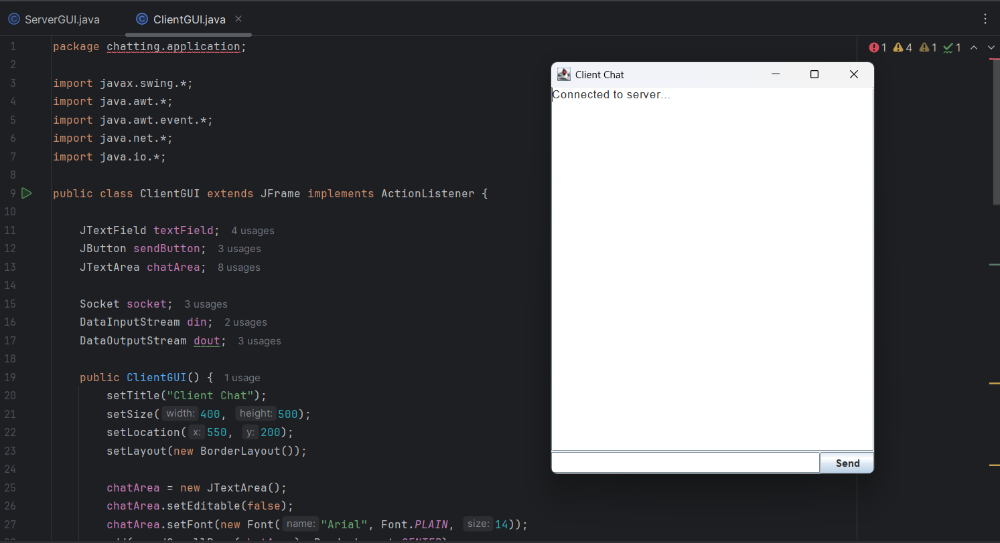 ServerGUI.java
ClientGUI.java
1 4 1 1
1 package chatting.application;
2
3 import javax.swing.*;
4 import java.awt.*;
5 import java.awt.event.*;
6 import java.net.*;
7 import java.io.*;
8
9 public class ClientGUI extends JFrame implements ActionListener {
10
11 JTextField textField; 4 usages
12 JButton sendButton; 3 usages
13 JTextArea chatArea; 8 usages
14
15 Socket socket; 3 usages
16 DataInputStream din; 2 usages
17 DataOutputStream dout; 3 usages
18
19 public ClientGUI() { 1 usage
20 setTitle("Client Chat");
21 setSize( width: 400, height: 500);
22 setLocation( x: 550, y: 200);
23 setLayout(new BorderLayout());
24
25 chatArea = new JTextArea();
26 chatArea.setEditable(false);
27 chatArea.setFont(new Font( name: "Arial", Font.PLAIN, size: 14));
Client Chat
Connected to server...
Send